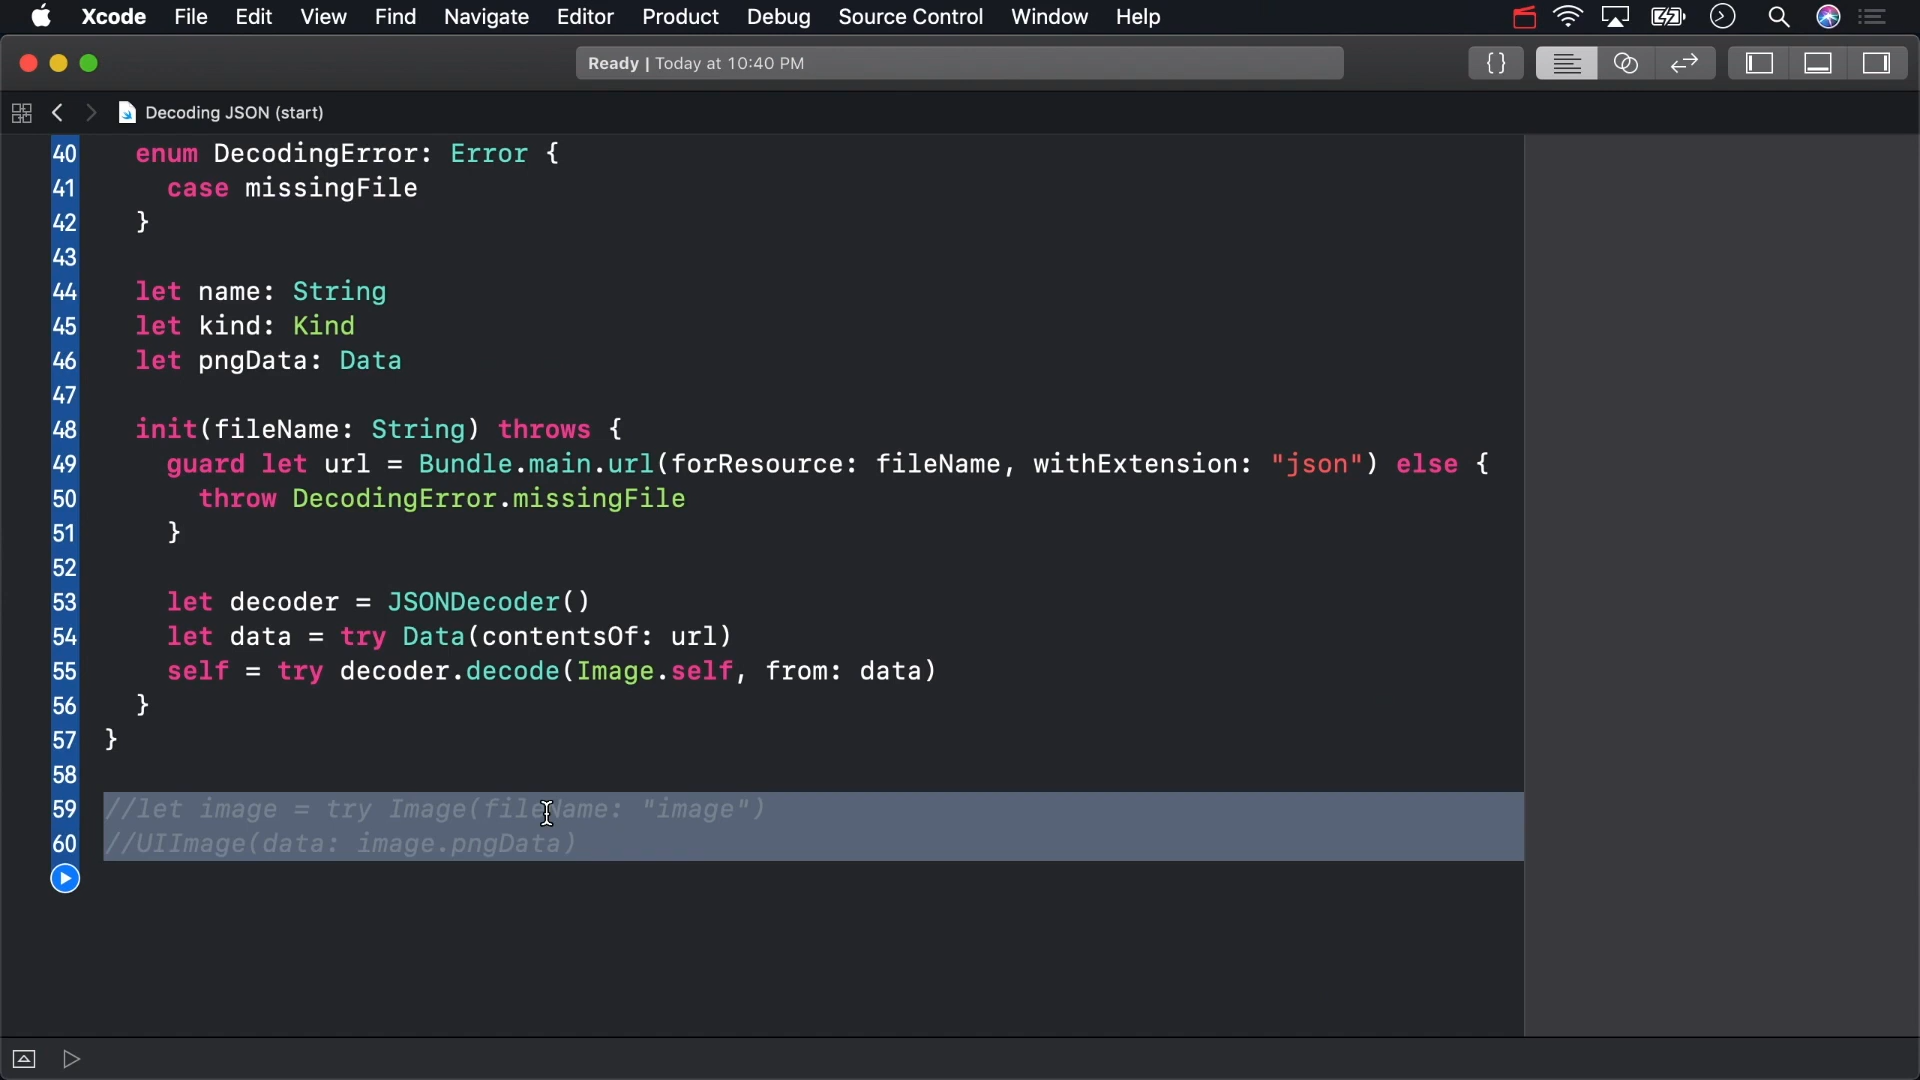 Xcode File Edit View Find Navigate Editor Product Debug Source Control Window Help
Ready | Today at 10:40 PM
{ }
Decoding JSON (start)
40 enum DecodingError: Error {
41 case missingFile
42 }
43
44 let name: String
45 let kind: Kind
46 let pngData: Data
47
48 init(fileName: String) throws {
49 guard let url = Bundle.main.url(forResource: fileName, withExtension: "json") else {
50 throw DecodingError.missingFile
51 }
52
53 let decoder = JSONDecoder()
54 let data = try Data(contentsOf: url)
55 self = try decoder.decode(Image.self, from: data)
56 }
57 }
58
59 //let image = try Image(fileName: "image")
60 //UIImage(data: image.pngData)